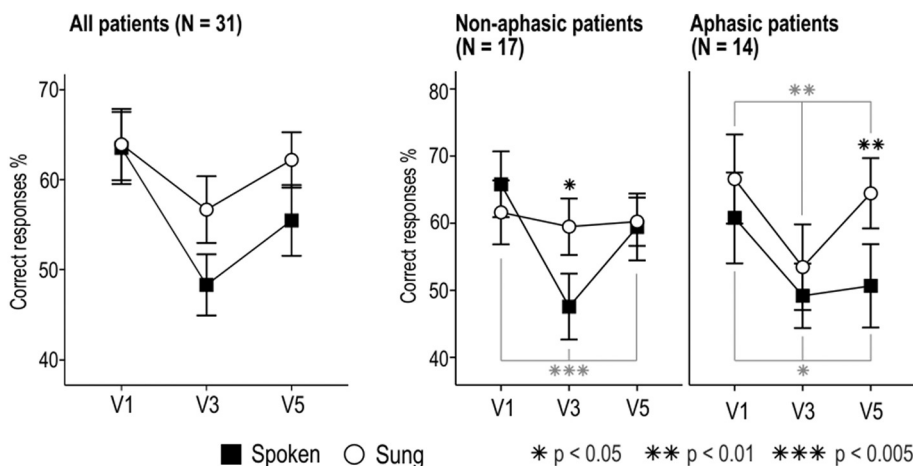 All patients (N = 31)
Non-aphasic patients
(N = 17)
Aphasic patients
(N = 14)
Correct responses %
70
60
50
40
V1 V3 V5
Correct responses %
80
70
60
50
40
*
***
V1 V3 V5
**
**
*
V1 V3 V5
Spoken Sung
* p < 0.05 ** p < 0.01 *** p < 0.005